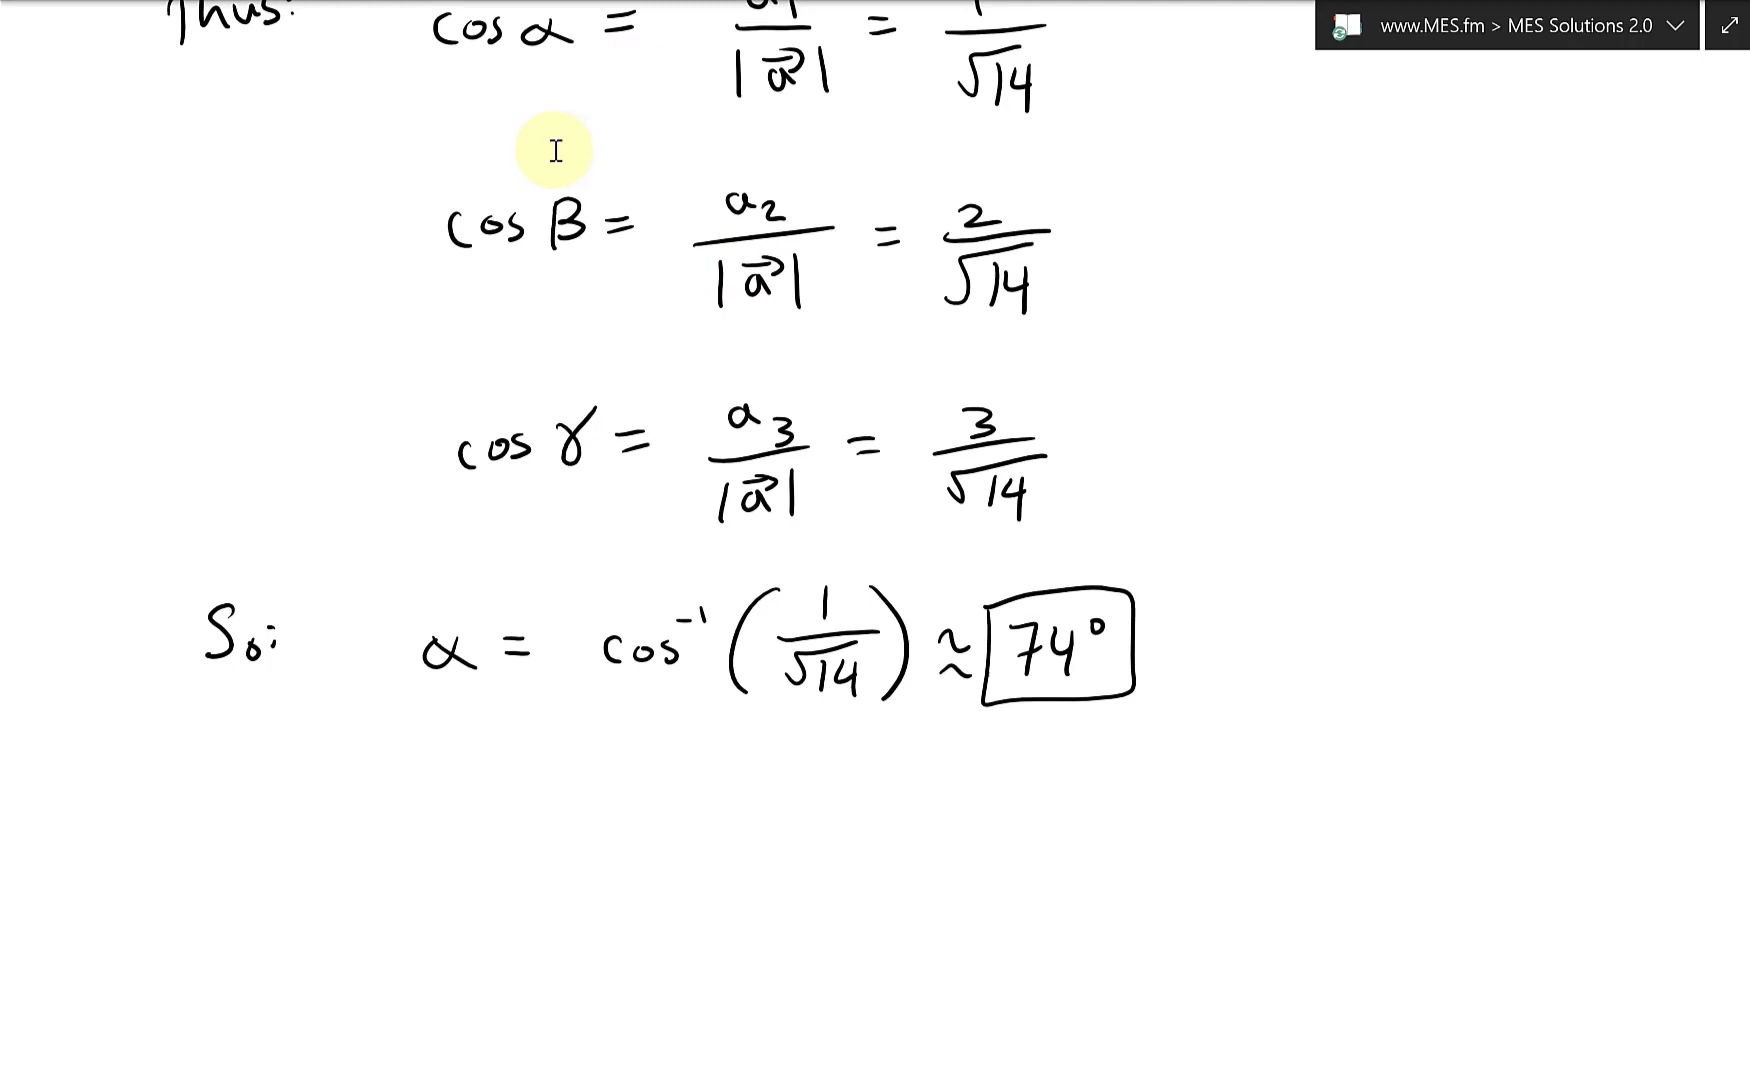 www.MES.fm > MES Solutions 2.0
Thus: cos α = a₁/|a⃗| = 1/√14
cos β = a₂/|a⃗| = 2/√14
cos γ = a₃/|a⃗| = 3/√14
So: α = cos⁻¹(1/√14) ≈ 74°